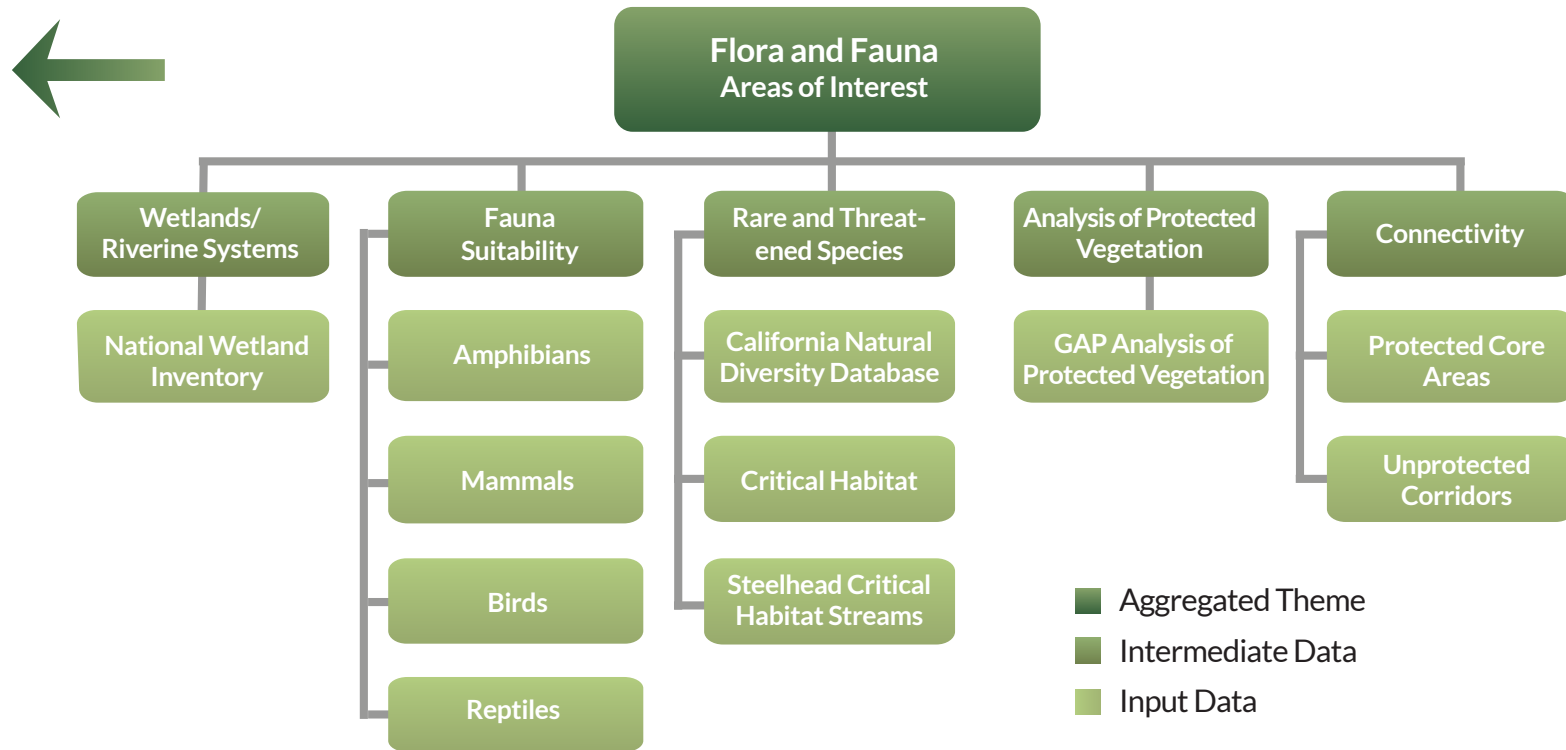 Flora and Fauna
Areas of Interest
Wetlands/
Riverine Systems
National Wetland
Inventory
Fauna
Suitability
Amphibians
Mammals
Birds
Reptiles
Rare and Threat-
ened Species
California Natural
Diversity Database
Critical Habitat
Steelhead Critical
Habitat Streams
Analysis of Protected
Vegetation
GAP Analysis of
Protected Vegetation
Connectivity
Protected Core
Areas
Unprotected
Corridors
Aggregated Theme
Intermediate Data
Input Data